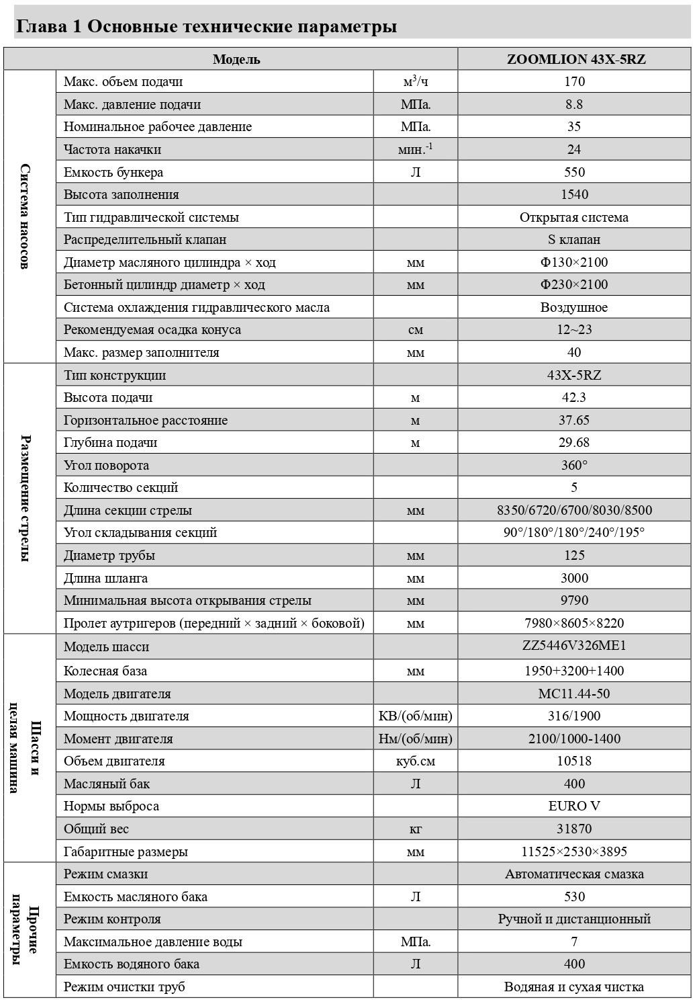 Глава 1 Основные технические параметры
Модель ZOOMLION 43X-5RZ
Система насосов
Макс. объем подачи м³/ч 170
Макс. давление подачи МПа. 8.8
Номинальное рабочее давление МПа. 35
Частота накачки мин.⁻¹ 24
Емкость бункера Л 550
Высота заполнения 1540
Тип гидравлической системы Открытая система
Распределительный клапан S клапан
Диаметр масляного цилиндра × ход мм Ф130×2100
Бетонный цилиндр диаметр × ход мм Ф230×2100
Система охлаждения гидравлического масла Воздушное
Рекомендуемая осадка конуса см 12~23
Макс. размер заполнителя мм 40
Размещение стрелы
Тип конструкции 43X-5RZ
Высота подачи м 42.3
Горизонтальное расстояние м 37.65
Глубина подачи м 29.68
Угол поворота 360°
Количество секций 5
Длина секции стрелы мм 8350/6720/6700/8030/8500
Угол складывания секций 90°/180°/180°/240°/195°
Диаметр трубы мм 125
Длина шланга мм 3000
Минимальная высота открывания стрелы мм 9790
Пролет аутригеров (передний × задний × боковой) мм 7980×8605×8220
Шасси и
целая машина
Модель шасси ZZ5446V326ME1
Колесная база мм 1950+3200+1400
Модель двигателя MC11.44-50
Мощность двигателя КВ/(об/мин) 316/1900
Момент двигателя Нм/(об/мин) 2100/1000-1400
Объем двигателя куб.см 10518
Масляный бак Л 400
Нормы выброса EURO V
Общий вес кг 31870
Габаритные размеры мм 11525×2530×3895
Прочие
параметры
Режим смазки Автоматическая смазка
Емкость масляного бака Л 530
Режим контроля Ручной и дистанционный
Максимальное давление воды МПа. 7
Емкость водяного бака Л 400
Режим очистки труб Водяная и сухая чистка